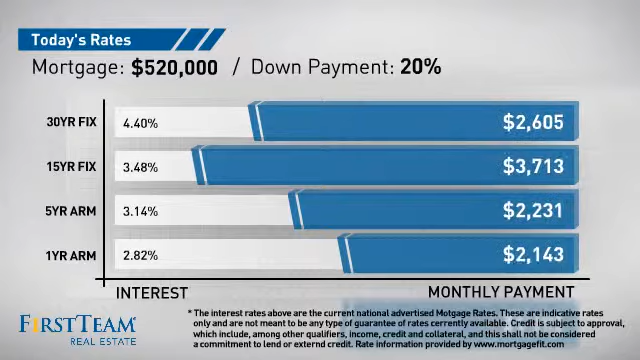 Today's Rates
Mortgage: $520,000 / Down Payment: 20%
30YR FIX 4.40% $2,605
15YR FIX 3.48% $3,713
5YR ARM 3.14% $2,231
1YR ARM 2.82% $2,143
INTEREST MONTHLY PAYMENT
FIRSTTEAM®
REAL ESTATE
* The interest rates above are the current national advertised Motgage Rates. These are indicative rates
only and are not meant to be any type of guarantee of rates cerrently available. Credit is subject to approval,
which include, among other qualifiers, income, credit and collateral, and this shall not be considered
a commitment to lend or externd credit. Rate information provided by www.mortgagefit.com